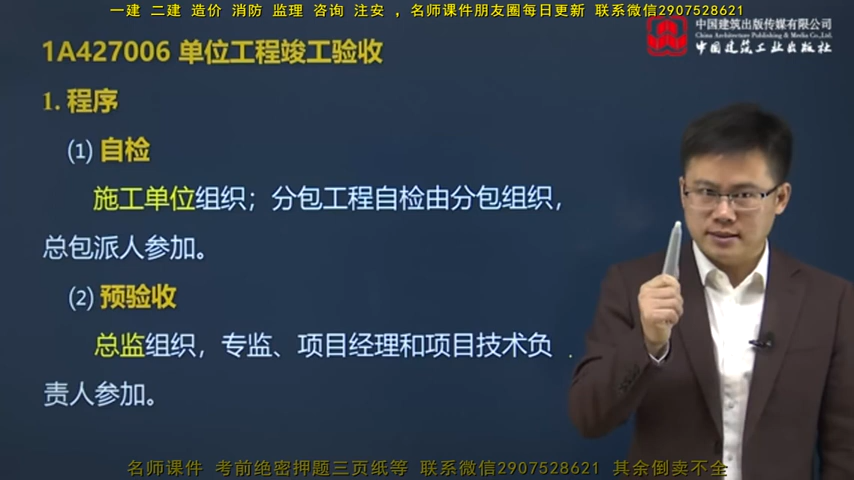 一建 二建 造价 消防 监理 咨询 注安 ，名师课件朋友圈每日更新 联系微信2907528621
中国建筑出版传媒有限公司
China Architecture Publishing & Media Co.,Ltd.
中国建筑工业出版社
1A427006 单位工程竣工验收
1. 程序
(1) 自检
施工单位组织；分包工程自检由分包组织，
总包派人参加。
(2) 预验收
总监组织，专监、项目经理和项目技术负
责人参加。
名师课件 考前绝密押题三页纸等 联系微信2907528621 其余倒卖不全